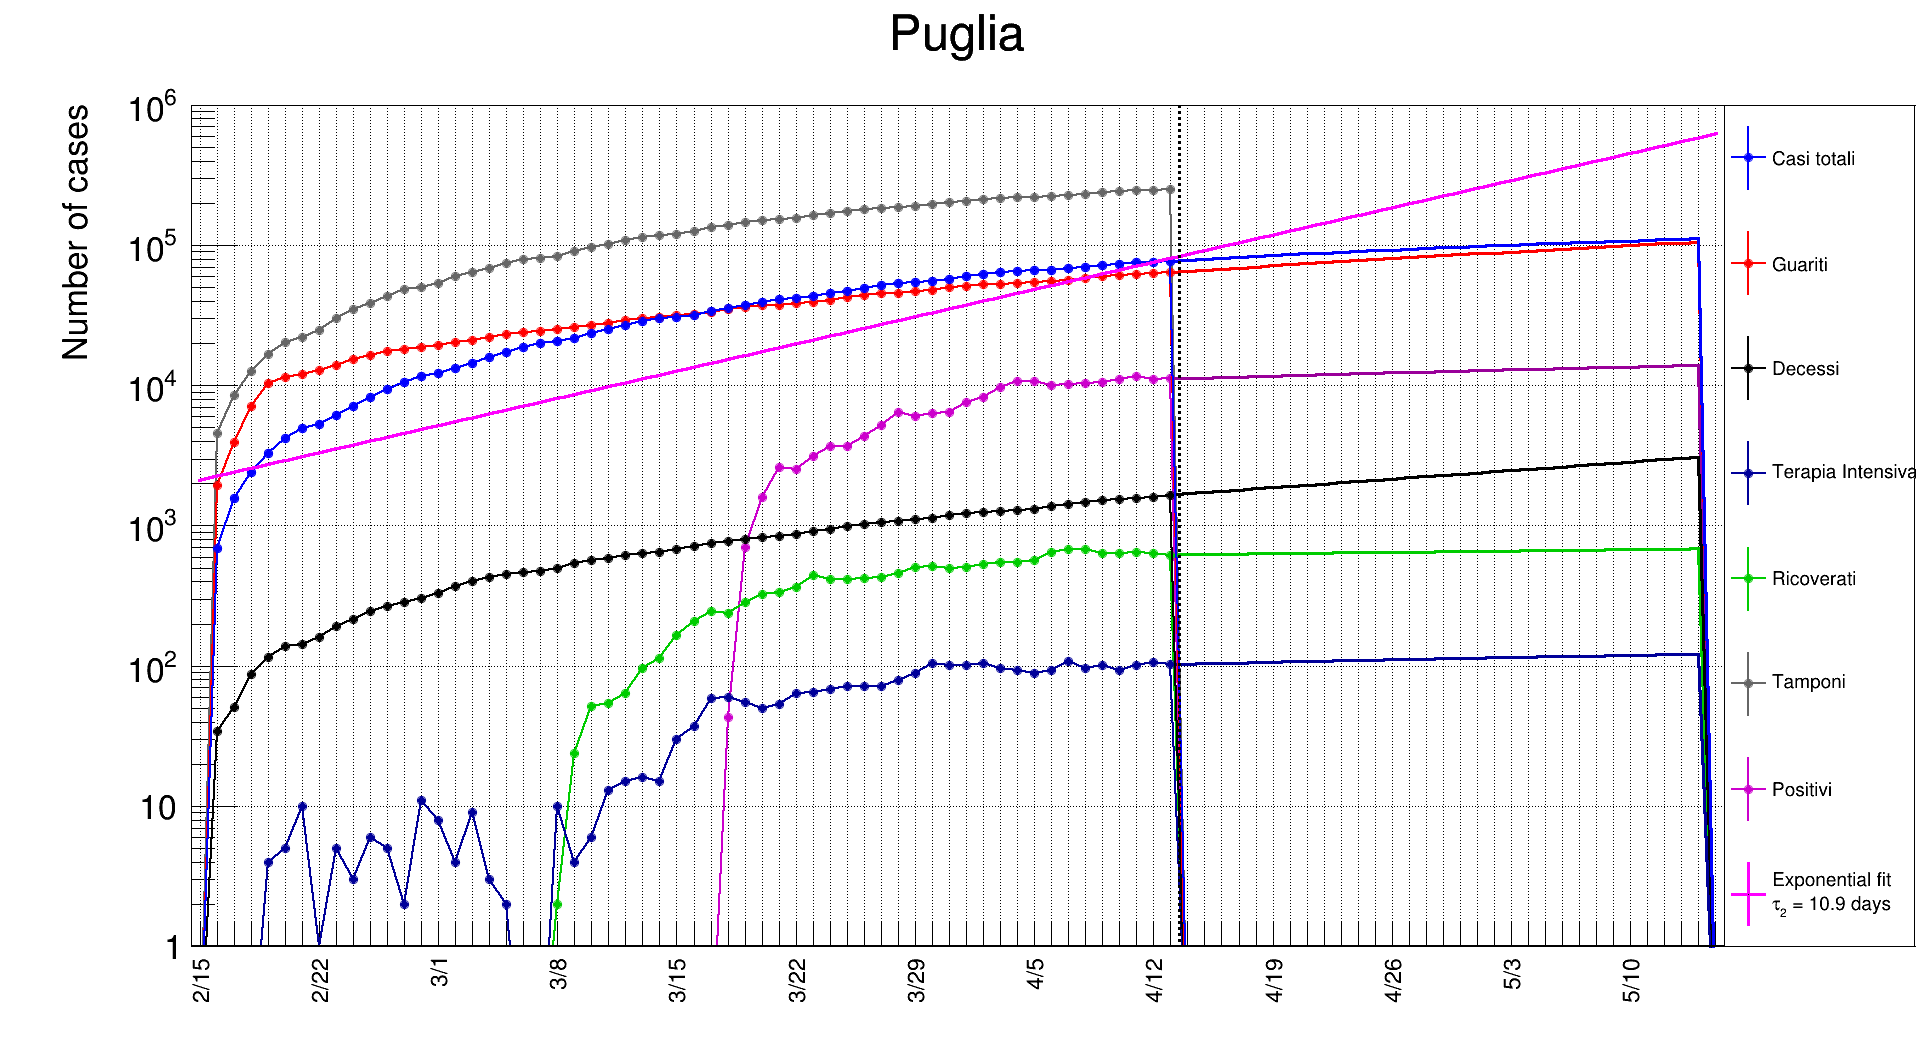 Puglia
Number of cases
10^6
10^5
10^4
10^3
10^2
10
1
2/15
2/22
3/1
3/8
3/15
3/22
3/29
4/5
4/12
4/19
4/26
5/3
5/10
Casi totali
Guariti
Decessi
Terapia Intensiva
Ricoverati
Tamponi
Positivi
Exponential fit
τ_2 = 10.9 days